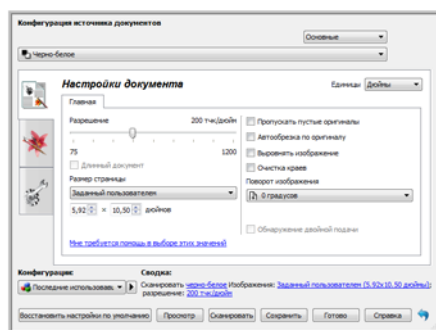 Конфигурация источника документов
Основные
Черно-белое
Настройки документа
Единицы Дюймы
Главная
Разрешение 200 тчк/дюйм
75 1200
Длинный документ
Размер страницы
Заданный пользователем
5,92 × 10,50 дюймов
Мне требуется помощь в выборе этих значений
Пропускать пустые оригиналы
Автообрезка по оригиналу
Выровнять изображение
Очистка краев
Поворот изображения
0 градусов
Обнаружение двойной подачи
Конфигурация:
Последние использовав.
Сводка:
Сканировать черно-белое Изображения: Заданный пользователем (5.92x10.50 дюймы);
разрешение: 200 тчк/дюйм
Восстановить настройки по умолчанию Просмотр Сканировать Сохранить Готово Справка